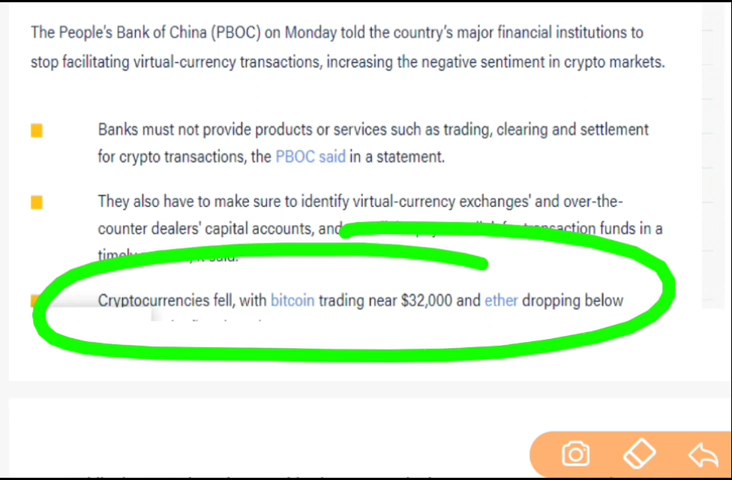 The People's Bank of China (PBOC) on Monday told the country's major financial institutions to
stop facilitating virtual-currency transactions, increasing the negative sentiment in crypto markets.
Banks must not provide products or services such as trading, clearing and settlement
for crypto transactions, the PBOC said in a statement.
They also have to make sure to identify virtual-currency exchanges' and over-the-
counter dealers' capital accounts, and transaction funds in a
Cryptocurrencies fell, with bitcoin trading near $32,000 and ether dropping below